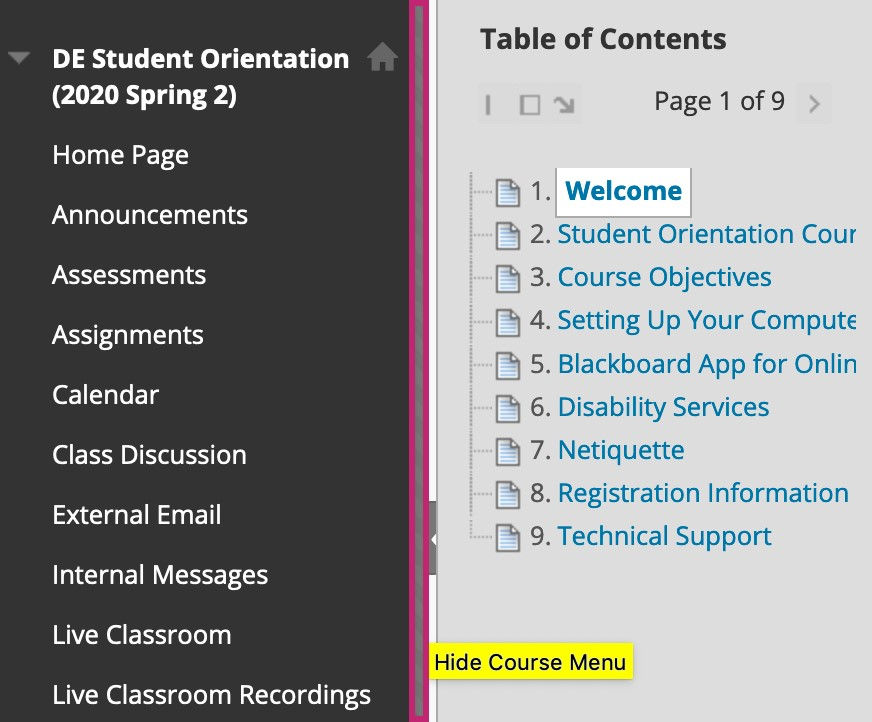 DE Student Orientation
(2020 Spring 2)
Home Page
Announcements
Assessments
Assignments
Calendar
Class Discussion
External Email
Internal Messages
Live Classroom
Live Classroom Recordings
Table of Contents
Page 1 of 9
1. Welcome
2. Student Orientation Cour
3. Course Objectives
4. Setting Up Your Compute
5. Blackboard App for Onlin
6. Disability Services
7. Netiquette
8. Registration Information
9. Technical Support
Hide Course Menu